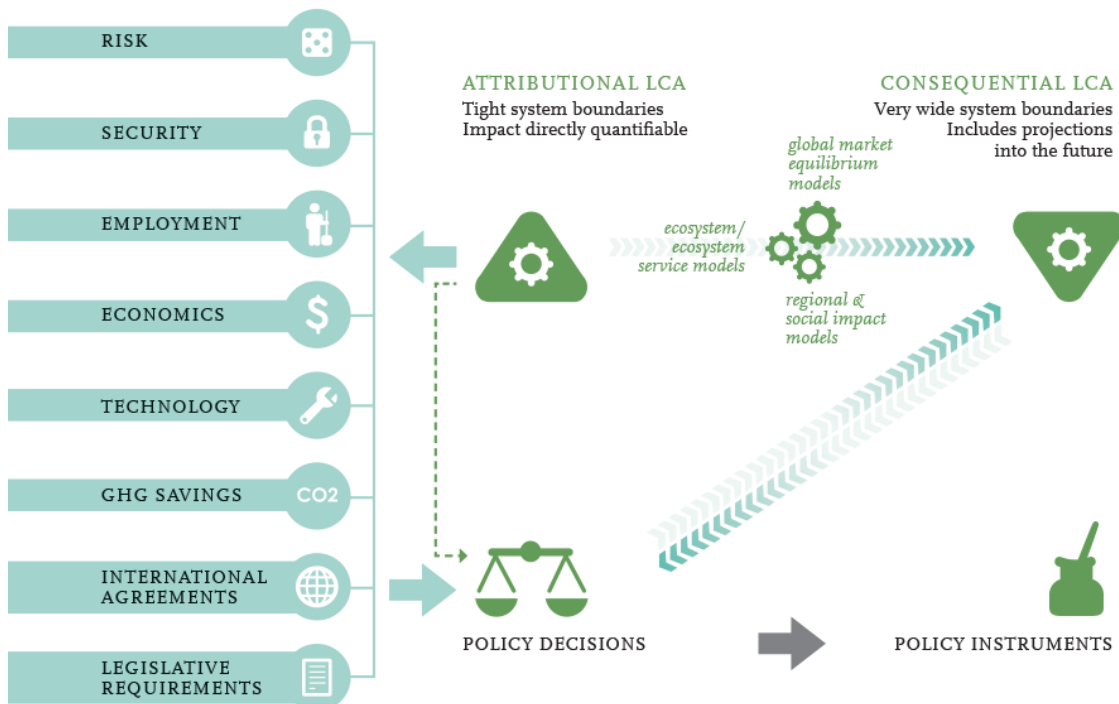 RISK
SECURITY
EMPLOYMENT
ECONOMICS
TECHNOLOGY
GHG SAVINGS
CO2
INTERNATIONAL
AGREEMENTS
LEGISLATIVE
REQUIREMENTS
ATTRIBUTIONAL LCA
Tight system boundaries
Impact directly quantifiable
CONSEQUENTIAL LCA
Very wide system boundaries
Includes projections
into the future
global market
equilibrium
models
ecosystem/
ecosystem
service models
regional &
social impact
models
POLICY DECISIONS
POLICY INSTRUMENTS